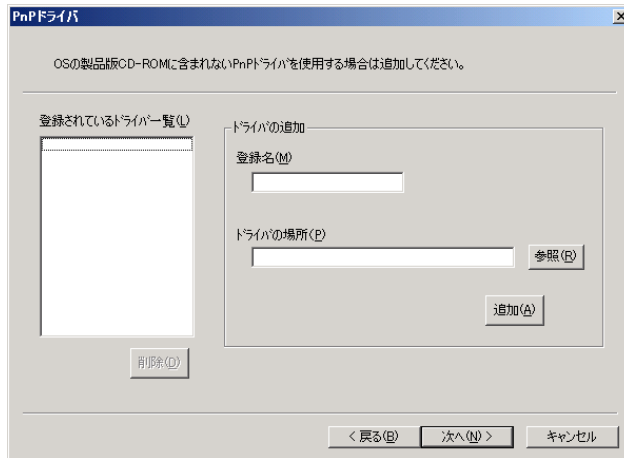 PnPドライバ
OSの製品版CD-ROMに含まれないPnPドライバを使用する場合は追加してください。
登録されているドライバ一覧(L)
ドライバの追加
登録名(M)
ドライバの場所(P)
参照(R)
追加(A)
削除(D)
< 戻る(B)
次へ(N) >
キャンセル